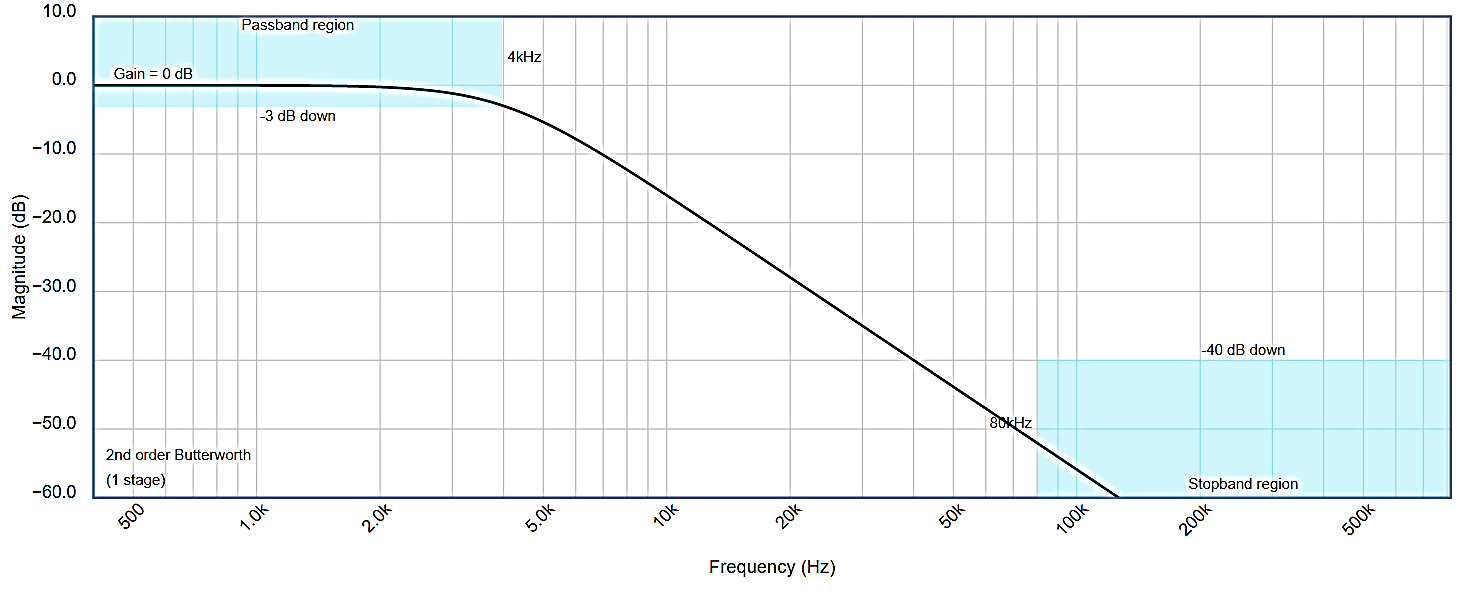 10.0
Passband region
4kHz
Gain = 0 dB
0.0
-3 dB down
−10.0
−20.0
Magnitude (dB)
−30.0
−40.0
-40 dB down
−50.0
80kHz
2nd order Butterworth
(1 stage)
Stopband region
−60.0
500
1.0k
2.0k
5.0k
10k
20k
50k
100k
200k
500k
Frequency (Hz)